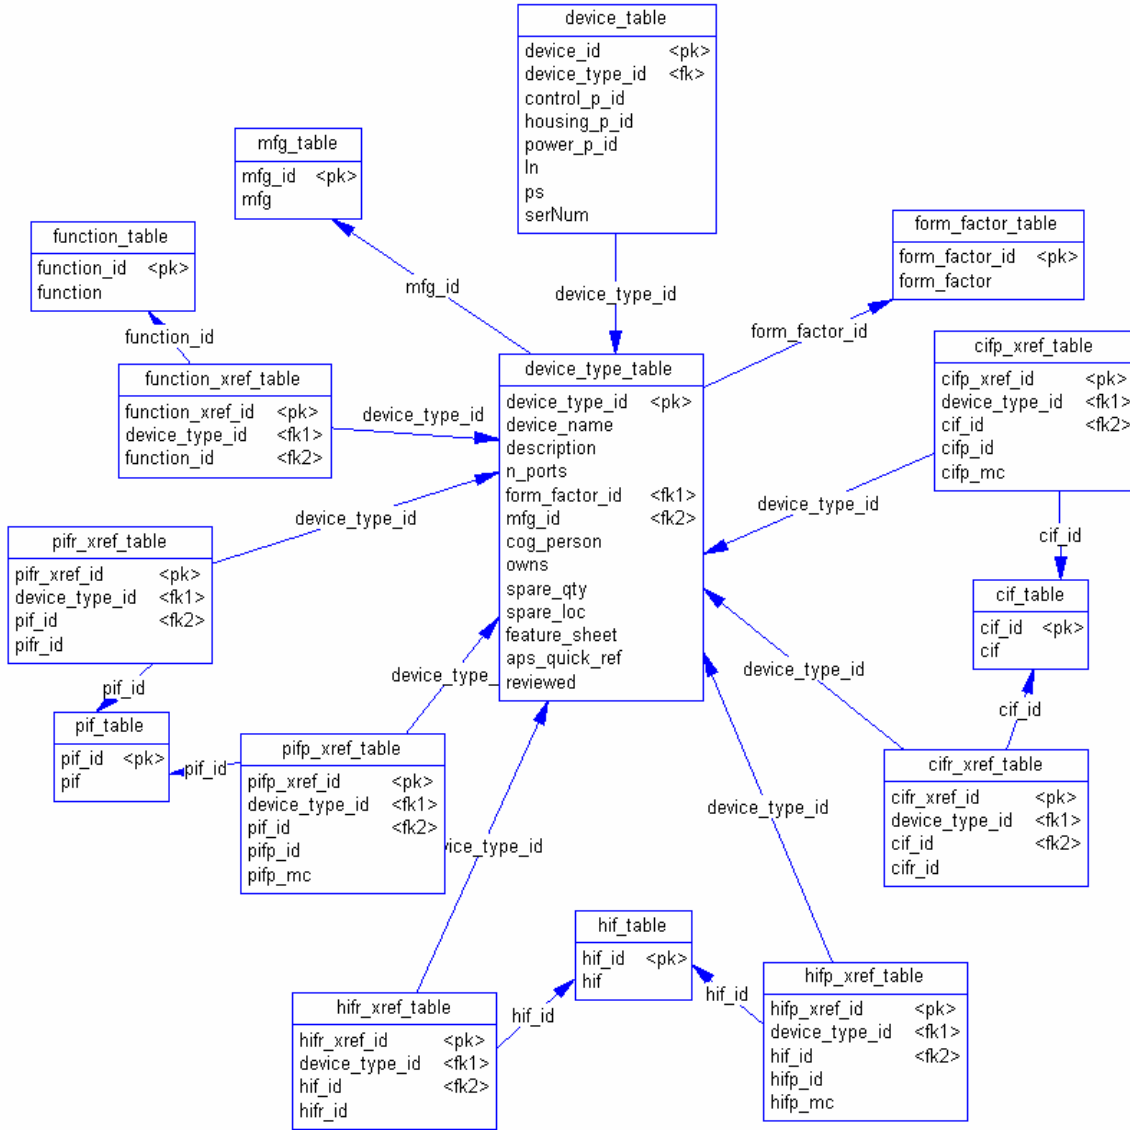 device_table
device_id <pk>
device_type_id <fk>
control_p_id
housing_p_id
power_p_id
ln
ps
serNum
mfg_table
mfg_id <pk>
mfg
function_table
function_id <pk>
function
form_factor_table
form_factor_id <pk>
form_factor
mfg_id
device_type_id
form_factor_id
function_id
function_xref_table
function_xref_id <pk>
device_type_id <fk1>
function_id <fk2>
device_type_id
device_type_table
device_type_id <pk>
device_name
description
n_ports
form_factor_id <fk1>
mfg_id <fk2>
cog_person
owns
spare_qty
spare_loc
feature_sheet
aps_quick_ref
reviewed
cifp_xref_table
cifp_xref_id <pk>
device_type_id <fk1>
cif_id <fk2>
cifp_id
cifp_mc
device_type_id
cif_id
device_type_id
pifr_xref_table
pifr_xref_id <pk>
device_type_id <fk1>
pif_id <fk2>
pifr_id
cif_table
cif_id <pk>
cif
pif_id
device_type_
device_type_id
cif_id
pif_table
pif_id <pk>
pif
pif_id
pifp_xref_table
pifp_xref_id <pk>
device_type_id <fk1>
pif_id <fk2>
pifp_id
pifp_mc
cifr_xref_table
cifr_xref_id <pk>
device_type_id <fk1>
cif_id <fk2>
cifr_id
device_type_id
vice_type_id
hif_table
hif_id <pk>
hif
hif_id
hif_id
hifr_xref_table
hifr_xref_id <pk>
device_type_id <fk1>
hif_id <fk2>
hifr_id
hifp_xref_table
hifp_xref_id <pk>
device_type_id <fk1>
hif_id <fk2>
hifp_id
hifp_mc